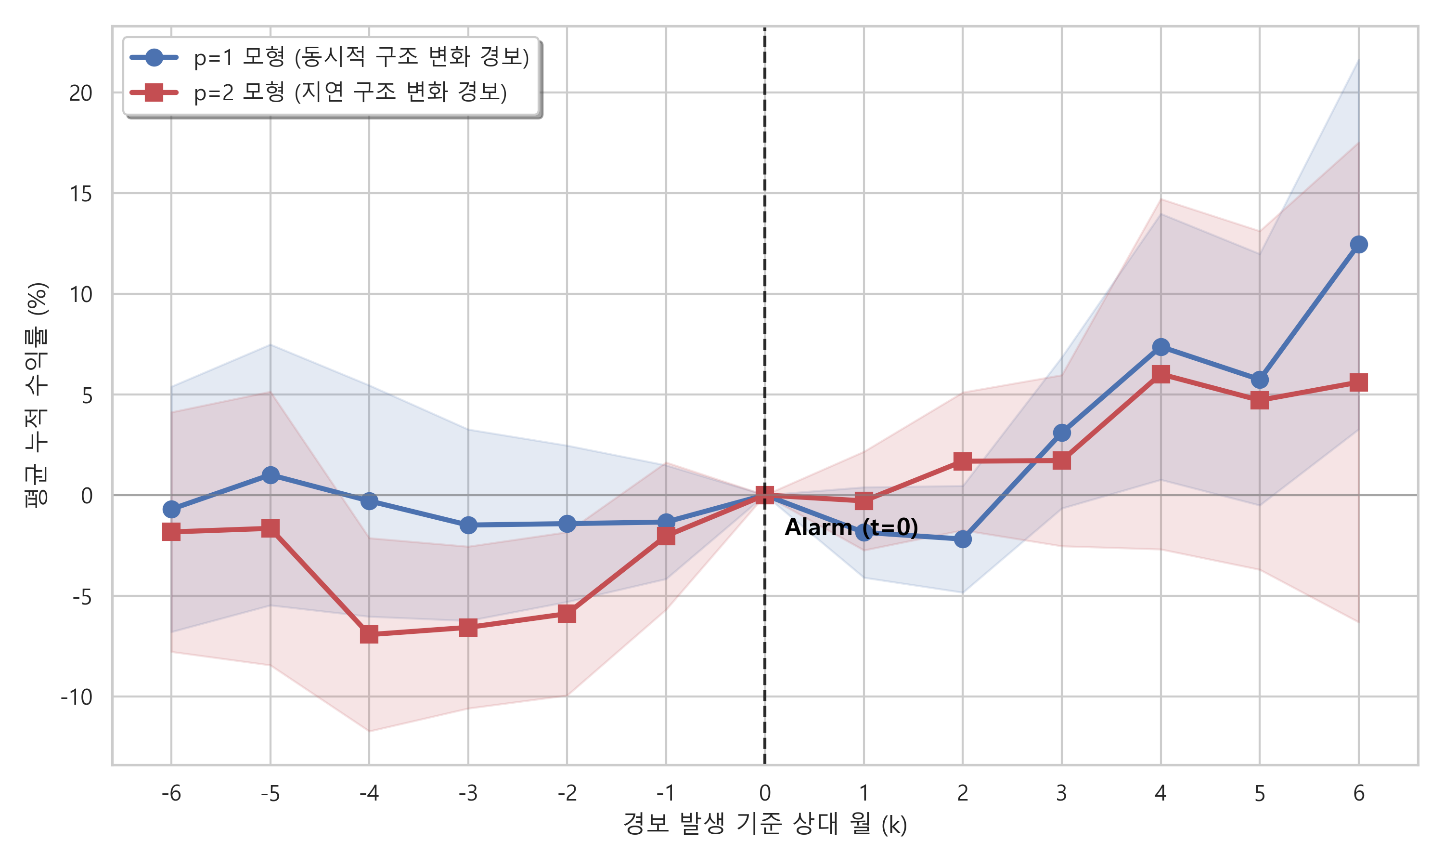 p=1 모형 (동시적 구조 변화 경보)
p=2 모형 (지연 구조 변화 경보)
평균 누적 수익률 (%)
20
15
10
5
0
-5
-10
Alarm (t=0)
-6 -5 -4 -3 -2 -1 0 1 2 3 4 5 6
경보 발생 기준 상대 월 (k)